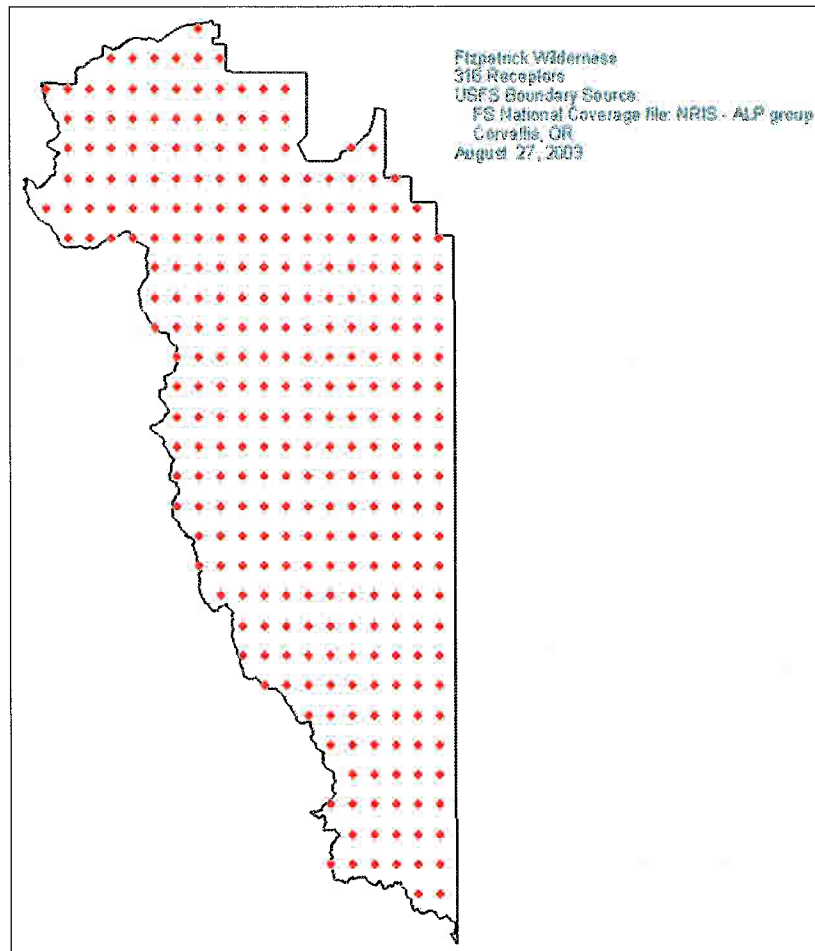 Fitzpatrick Wilderness
316 Receptors
USFS Boundary Source:
FS National Coverage file: NRIS - ALP group
Corvallis, OR
August 27, 2003